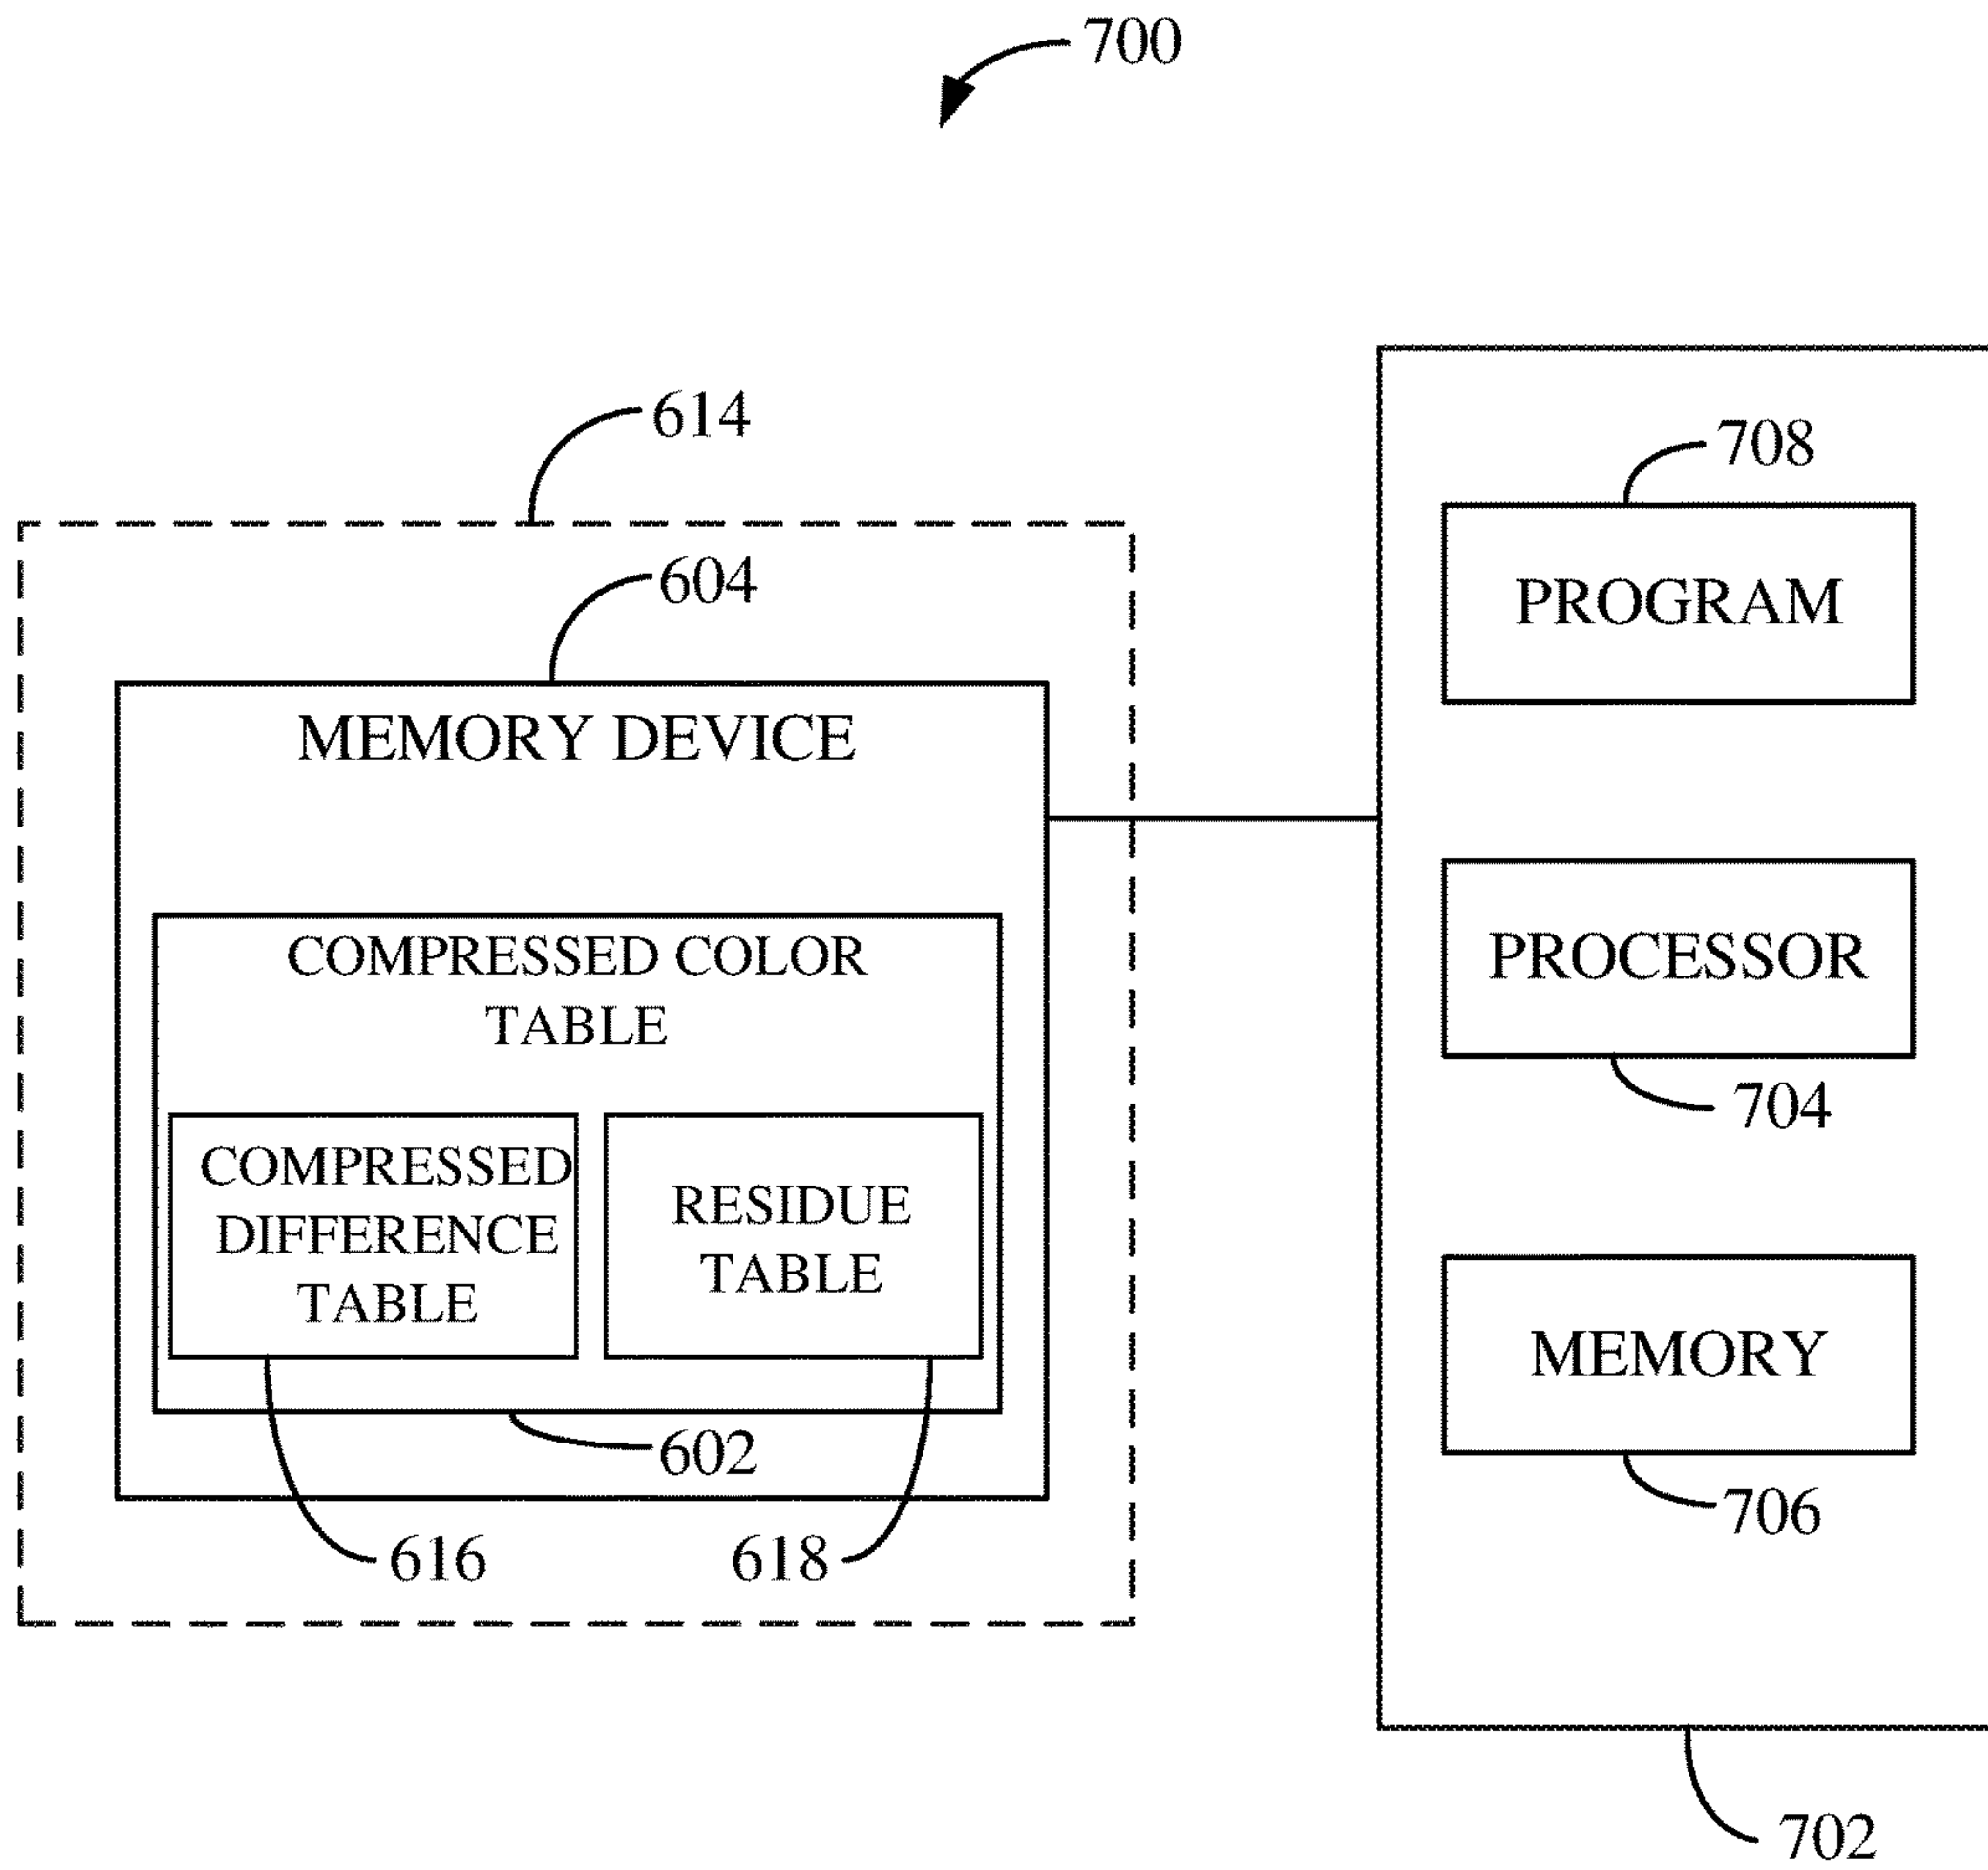 700
614
604
MEMORY DEVICE
COMPRESSED COLOR
TABLE
COMPRESSED
DIFFERENCE
TABLE
616
RESIDUE
TABLE
618
602
708
PROGRAM
PROCESSOR
704
MEMORY
706
702